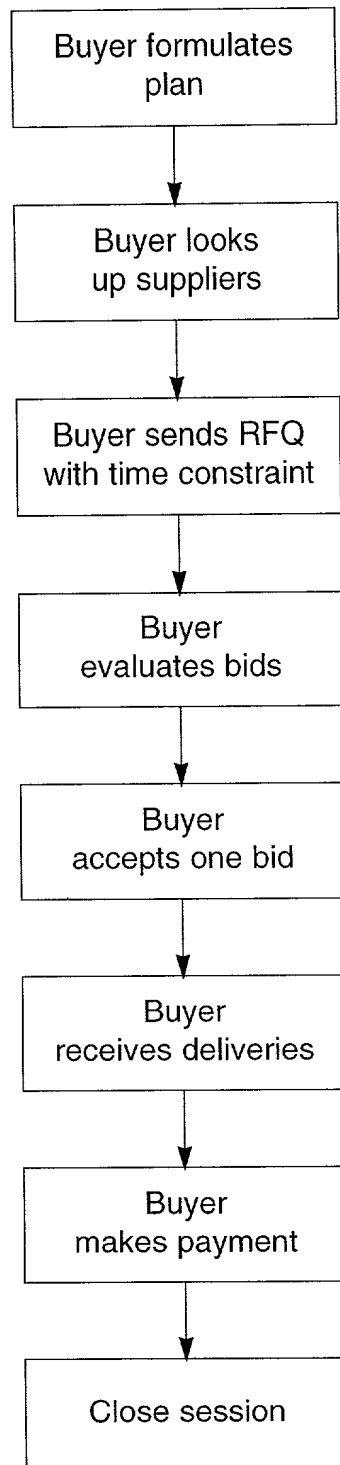 Buyer formulates
plan
Buyer looks
up suppliers
Buyer sends RFQ
with time constraint
Buyer
evaluates bids
Buyer
accepts one bid
Buyer
receives deliveries
Buyer
makes payment
Close session